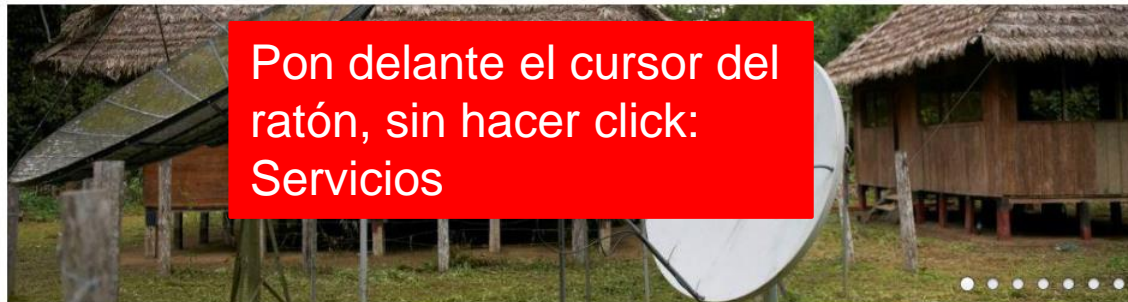 Pon delante el cursor del
ratón, sin hacer click:
Servicios